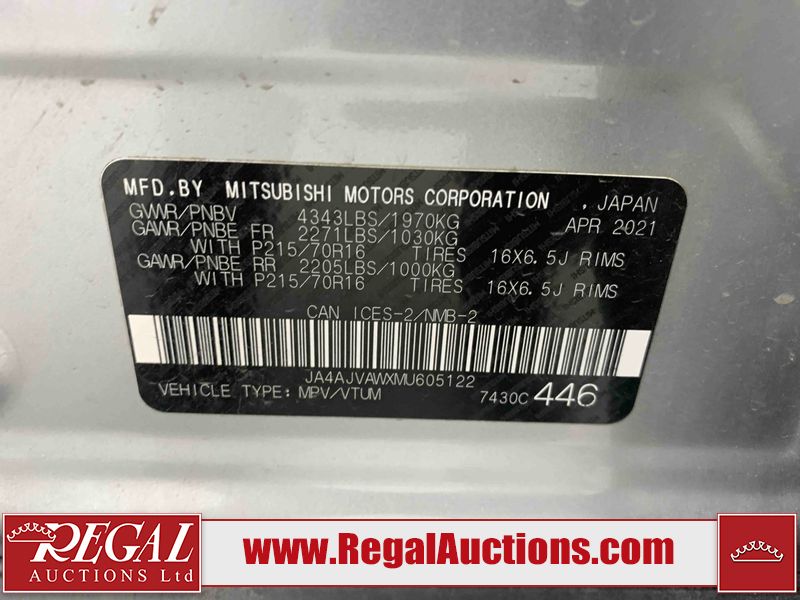 MFD.BY MITSUBISHI MOTORS CORPORATION , JAPAN
GVWR/PNBV 4343LBS/1970KG APR 2021
GAWR/PNBE FR 2271LBS/1030KG
WITH P215/70R16 TIRES 16X6.5J RIMS
GAWR/PNBE RR 2205LBS/1000KG
WITH P215/70R16 TIRES 16X6.5J RIMS
CAN ICES-2/NMB-2
JA4AJVAWXMU605122
VEHICLE TYPE: MPV/VTUM 7430C 446
REGAL
AUCTIONS Ltd
www.RegalAuctions.com